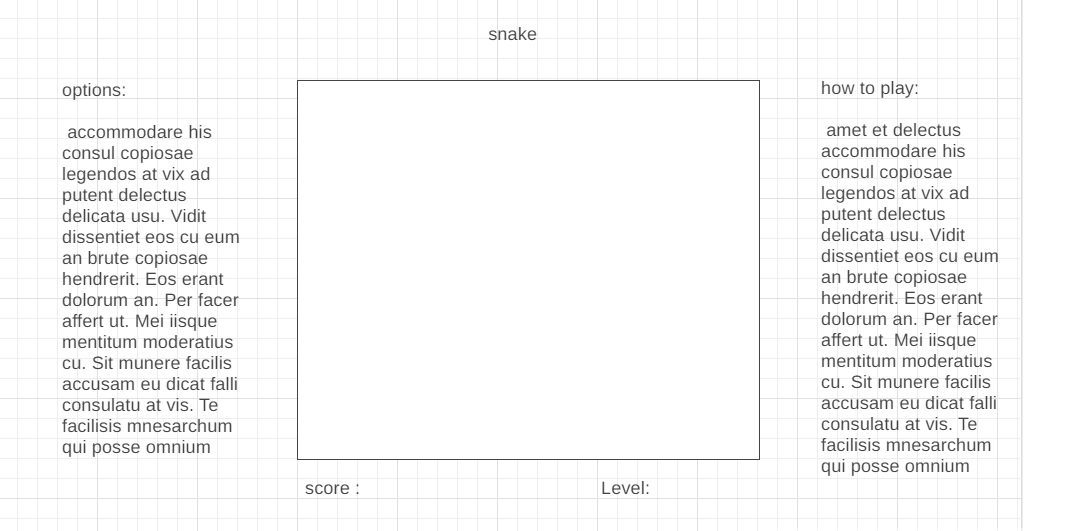 snake
options:
accommodare his
consul copiosae
legendos at vix ad
putent delectus
delicata usu. Vidit
dissentiet eos cu eum
an brute copiosae
hendrerit. Eos erant
dolorum an. Per facer
affert ut. Mei iisque
mentitum moderatius
cu. Sit munere facilis
accusam eu dicat falli
consulatu at vis. Te
facilisis mnesarchum
qui posse omnium
how to play:
amet et delectus
accommodare his
consul copiosae
legendos at vix ad
putent delectus
delicata usu. Vidit
dissentiet eos cu eum
an brute copiosae
hendrerit. Eos erant
dolorum an. Per facer
affert ut. Mei iisque
mentitum moderatius
cu. Sit munere facilis
accusam eu dicat falli
consulatu at vis. Te
facilisis mnesarchum
qui posse omnium
score :
Level: